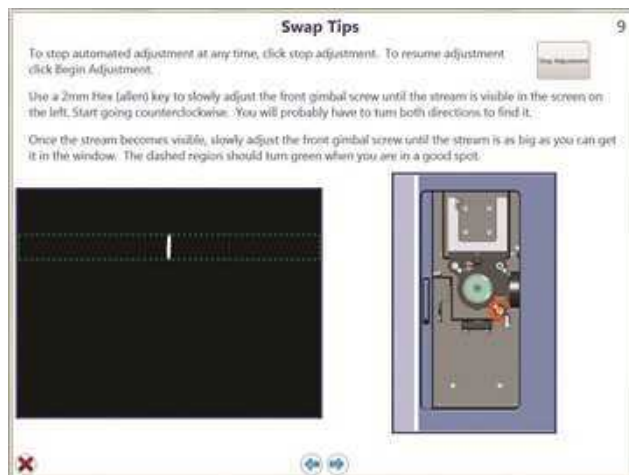 Swap Tips
9
To stop automated adjustment at any time, click stop adjustment. To resume adjustment
click Begin Adjustment.
Stop Adjustment
Use a 2mm Hex (allen) key to slowly adjust the front gimbal screw until the stream is visible in the screen on
the left. Start going counterclockwise. You will probably have to turn both directions to find it.
Once the stream becomes visible, slowly adjust the front gimbal screw until the stream is as big as you can get
it in the window. The dashed region should turn green when you are in a good spot.